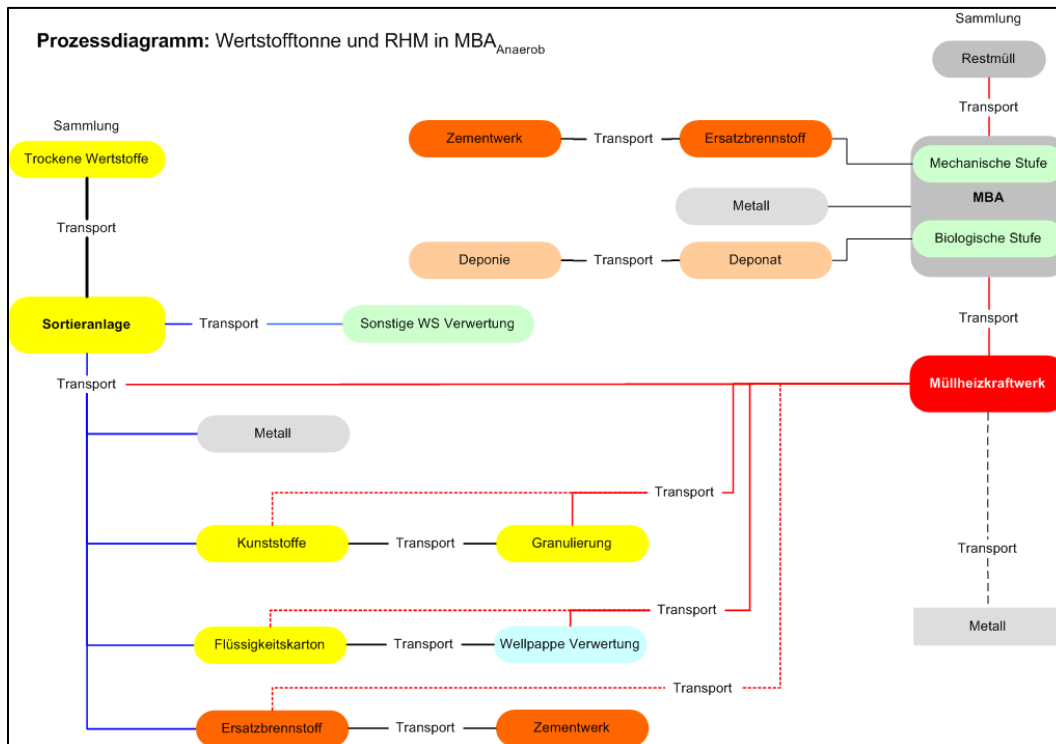 Prozessdiagramm: Wertstofftonne und RHM in MBA Anaerob
Sammlung
Restmüll
Transport
Sammlung
Trockene Wertstoffe
Zementwerk
Transport
Ersatzbrennstoff
Mechanische Stufe
MBA
Metall
Transport
Biologische Stufe
Deponie
Transport
Deponat
Transport
Sortieranlage
Transport
Sonstige WS Verwertung
Transport
Müllheizkraftwerk
Metall
Transport
Kunststoffe
Transport
Granulierung
Transport
Transport
Metall
Flüssigkeitskarton
Transport
Wellpappe Verwertung
Transport
Ersatzbrennstoff
Transport
Zementwerk